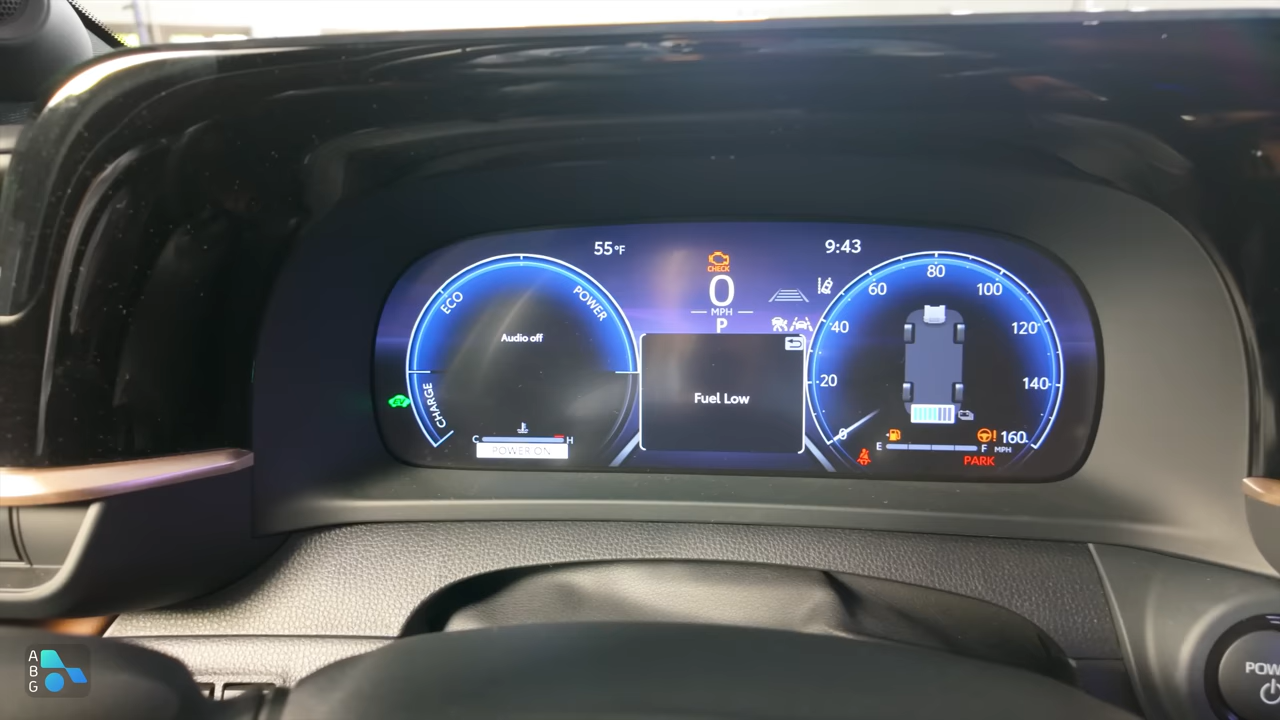 55°F
9:43
CHECK
0
MPH
P
ECO
POWER
CHARGE
Audio off
EV
C
H
POWER ON
Fuel Low
0
20
40
60
80
100
120
140
160
MPH
E
F
PARK
POW
A
B
G